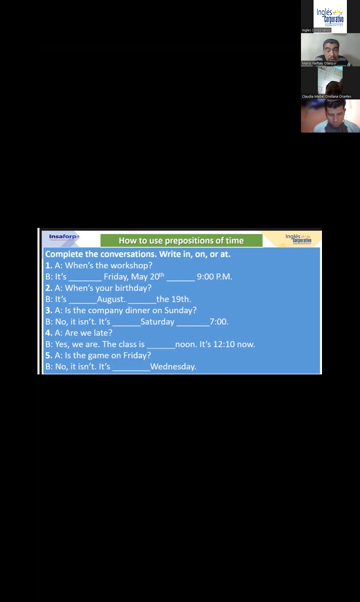 Inglés
Corporativo
Insaforp
How to use prepositions of time
Inglés
Corporativo
Complete the conversations. Write in, on, or at.
1. A: When's the workshop?
B: It's _______ Friday, May 20th ______ 9:00 P.M.
2. A: When's your birthday?
B: It's ______August. ______the 19th.
3. A: Is the company dinner on Sunday?
B: No, it isn't. It's ______Saturday _______7:00.
4. A: Are we late?
B: Yes, we are. The class is ______noon. It's 12:10 now.
5. A: Is the game on Friday?
B: No, it isn't. It's ________Wednesday.